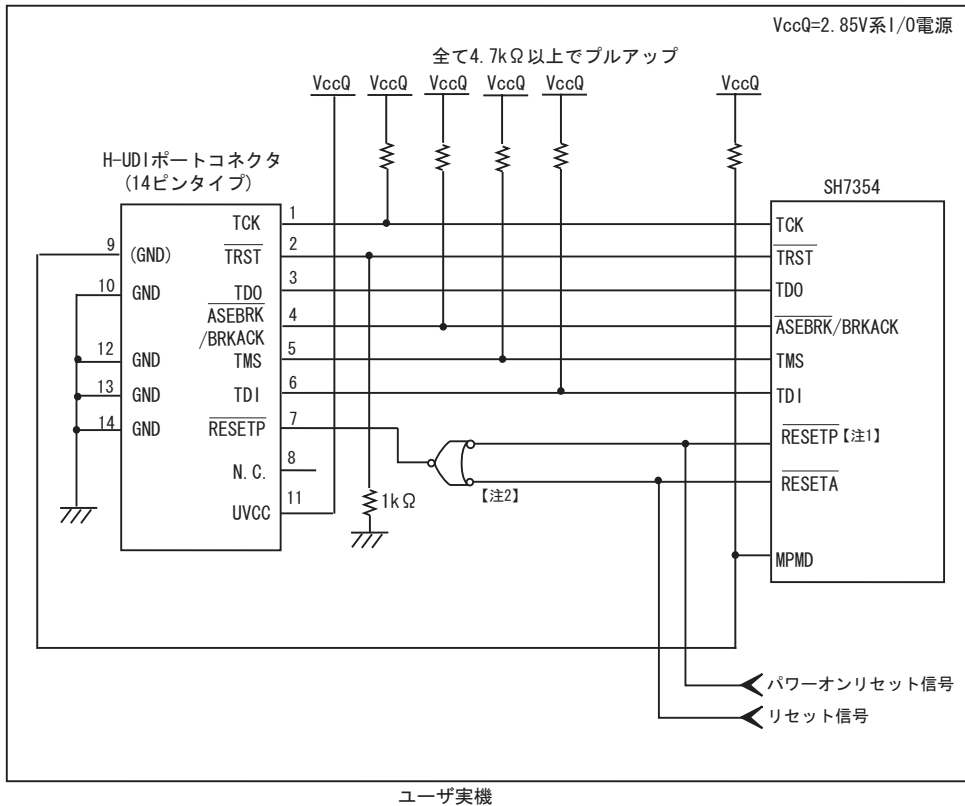 VccQ=2.85V系I/O電源
全て4.7kΩ以上でプルアップ
VccQ VccQ VccQ VccQ VccQ VccQ
H-UDIポートコネクタ
(14ピンタイプ)
SH7354
TCK 1 TCK
9 (GND) TRST 2 TRST
10 GND TDO 3 TDO
ASEBRK 4 ASEBRK/BRKACK
/BRKACK
12 GND TMS 5 TMS
13 GND TDI 6 TDI
14 GND RESETP 7 RESETP【注1】
N.C. 8
【注2】
RESETA
UVCC 11
1kΩ
MPMD
パワーオンリセット信号
リセット信号
ユーザ実機